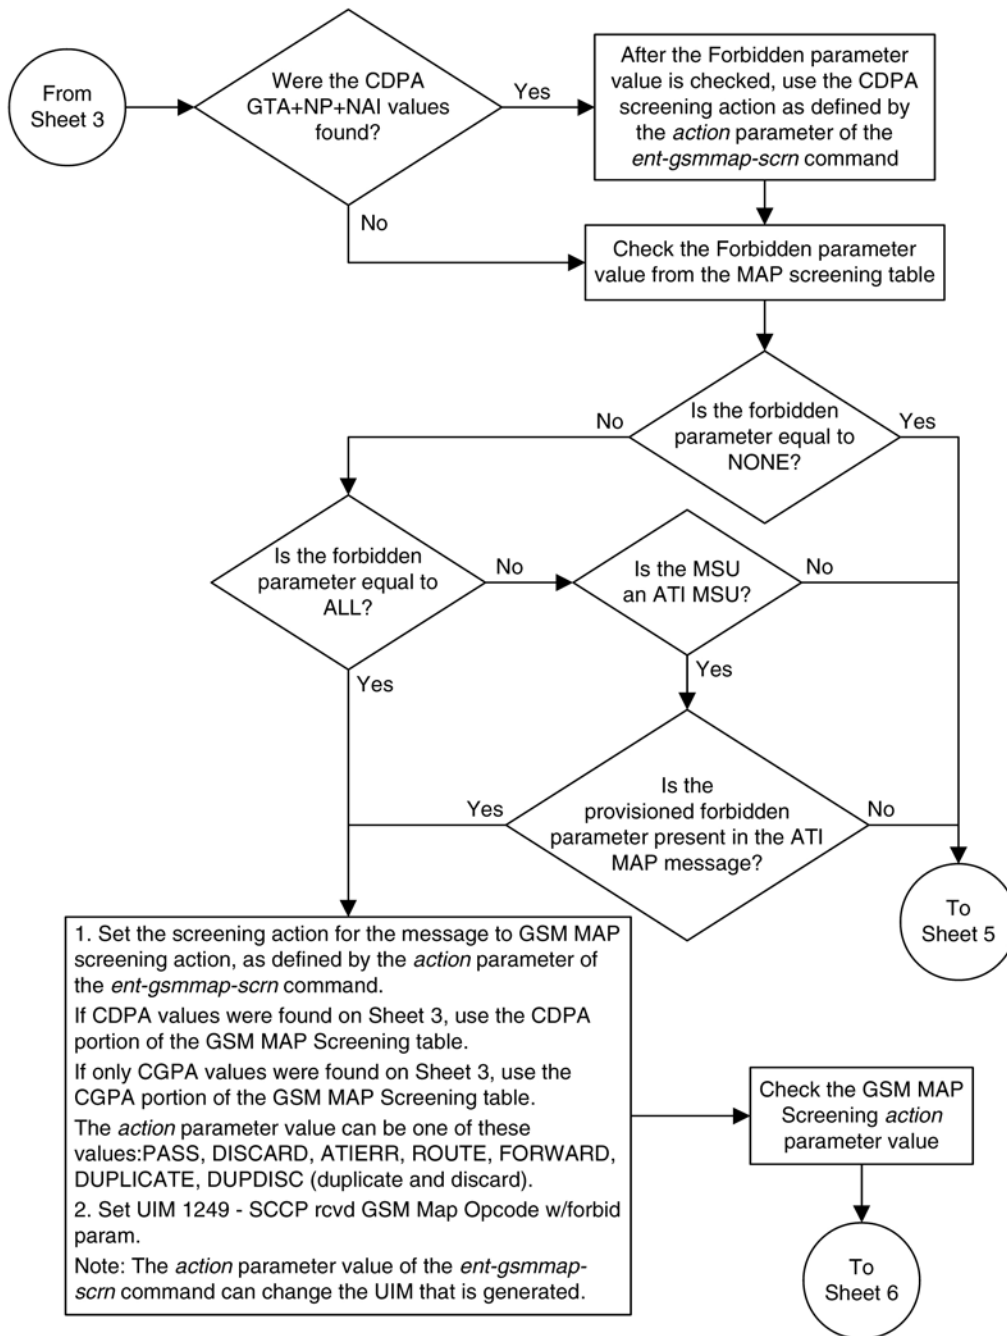 From
Sheet 3
Were the CDPA
GTA+NP+NAI values
found?
Yes
After the Forbidden parameter
value is checked, use the CDPA
screening action as defined by
the action parameter of the
ent-gsmmap-scrn command
No
Check the Forbidden parameter
value from the MAP screening table
Is the forbidden
parameter equal to
NONE?
No
Yes
Is the forbidden
parameter equal to
ALL?
No
Is the MSU
an ATI MSU?
No
Yes
Yes
Is the
provisioned forbidden
parameter present in the ATI
MAP message?
Yes
No
To
Sheet 5
1. Set the screening action for the message to GSM MAP
screening action, as defined by the action parameter of
the ent-gsmmap-scrn command.
If CDPA values were found on Sheet 3, use the CDPA
portion of the GSM MAP Screening table.
If only CGPA values were found on Sheet 3, use the
CGPA portion of the GSM MAP Screening table.
The action parameter value can be one of these
values:PASS, DISCARD, ATIERR, ROUTE, FORWARD,
DUPLICATE, DUPDISC (duplicate and discard).
2. Set UIM 1249 - SCCP rcvd GSM Map Opcode w/forbid
param.
Note: The action parameter value of the ent-gsmmap-
scrn command can change the UIM that is generated.
Check the GSM MAP
Screening action
parameter value
To
Sheet 6